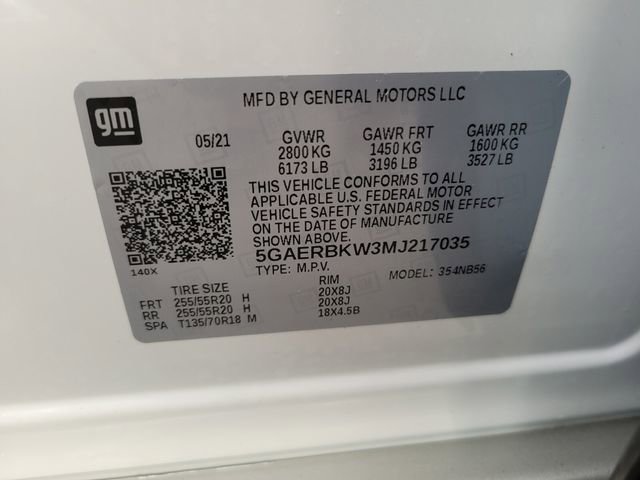 gm
MFD BY GENERAL MOTORS LLC
05/21 GVWR GAWR FRT GAWR RR
2800 KG 1450 KG 1600 KG
6173 LB 3196 LB 3527 LB
THIS VEHICLE CONFORMS TO ALL
APPLICABLE U.S. FEDERAL MOTOR
VEHICLE SAFETY STANDARDS IN EFFECT
ON THE DATE OF MANUFACTURE
SHOWN ABOVE.
5GAERBKW3MJ217035
140X TYPE: M.P.V. MODEL: 354NB56
TIRE SIZE RIM
FRT 255/55R20 H 20X8J
RR 255/55R20 H 20X8J
SPA T135/70R18 M 18X4.5B